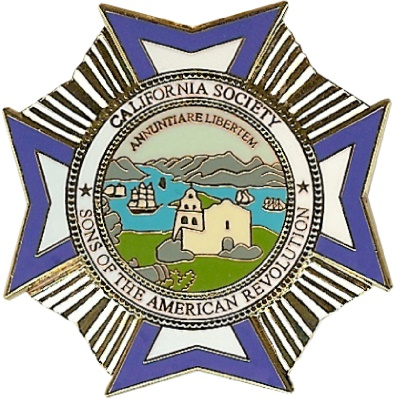 CALIFORNIA SOCIETY
ANNUNTIARE LIBERTEM
SONS OF THE AMERICAN REVOLUTION